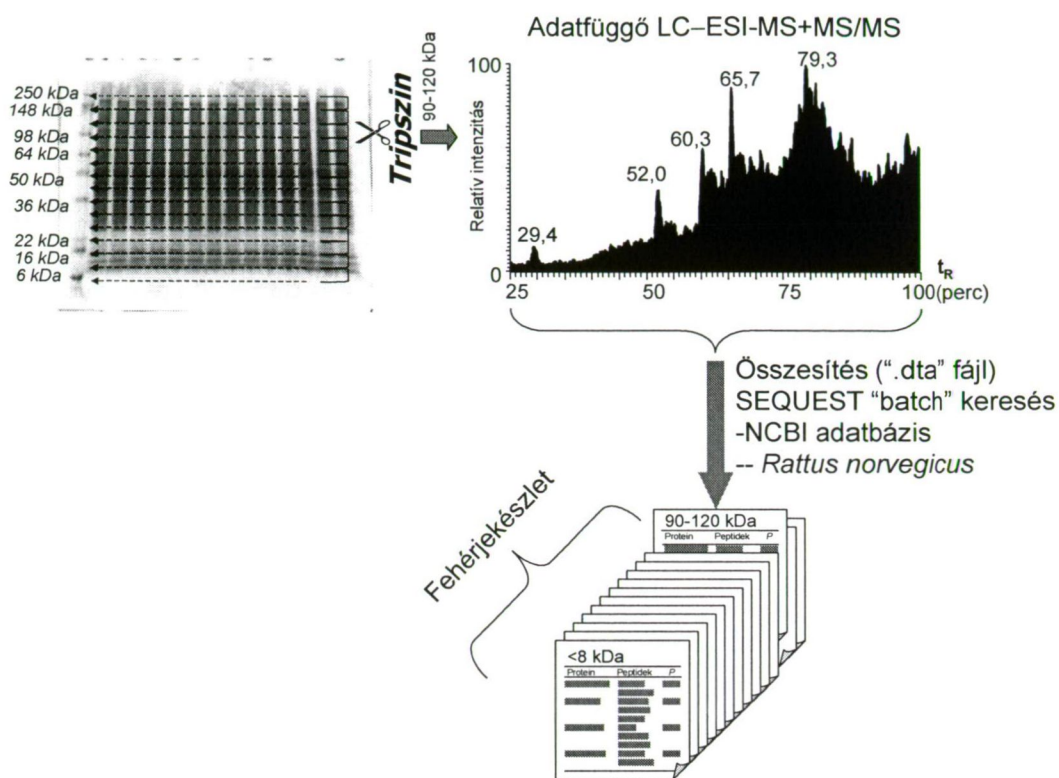 Adatfüggő LC–ESI-MS+MS/MS
250 kDa
148 kDa
98 kDa
64 kDa
50 kDa
36 kDa
22 kDa
16 kDa
6 kDa
Tripszin
90-120 kDa
Relatív intenzitás
100
0
29,4
52,0
60,3
65,7
79,3
25
50
75
100
tR
(perc)
Összesítés (“.dta” fájl)
SEQUEST “batch” keresés
-NCBI adatbázis
-- Rattus norvegicus
Fehérjekészlet
90-120 kDa
Protein Peptidek P
<8 kDa
Protein Peptidek P